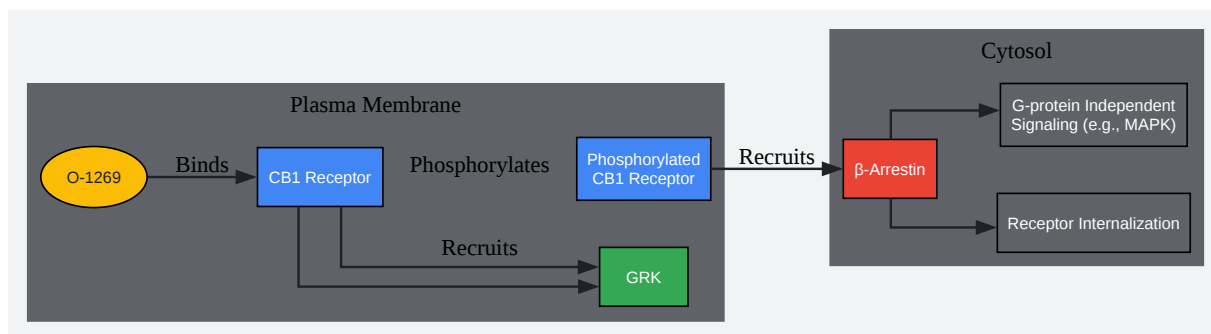 Cytosol
Plasma Membrane
G-protein Independent
Signaling (e.g., MAPK)
O-1269
Binds
CB1 Receptor
Phosphorylates
Phosphorylated
CB1 Receptor
Recruits
β-Arrestin
Receptor Internalization
Recruits
GRK